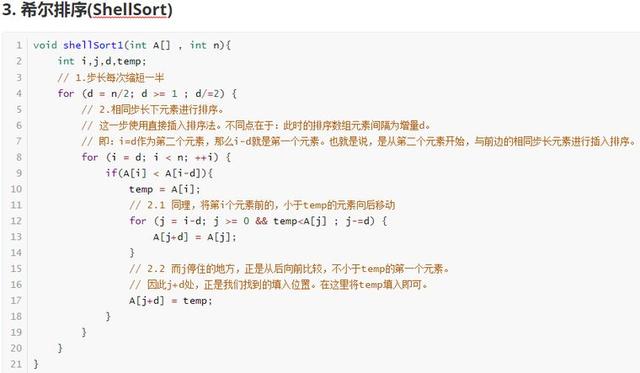 3. 希尔排序(ShellSort)
1 void shellSort1(int A[] , int n){
2 int i,j,d,temp;
3 // 1.步长每次缩短一半
4 for (d = n/2; d >= 1 ; d/=2) {
5 // 2.相同步长下元素进行排序。
6 // 这一步使用直接插入排序法。不同点在于：此时的排序数组元素间隔为增量d。
7 // 即：i=d作为第二个元素，那么i-d就是第一个元素。也就是说，是从第二个元素开始，与前边的相同步长元素进行插入排序。
8 for (i = d; i < n; ++i) {
9 if(A[i] < A[i-d]){
10 temp = A[i];
11 // 2.1 同理，将第i个元素前的，小于temp的元素向后移动
12 for (j = i-d; j >= 0 && temp<A[j] ; j-=d) {
13 A[j+d] = A[j];
14 }
15 // 2.2 而j停住的地方，正是从后向前比较，不小于temp的第一个元素。
16 // 因此j+d处，正是我们找到的填入位置。在这里将temp填入即可。
17 A[j+d] = temp;
18 }
19 }
20 }
21 }